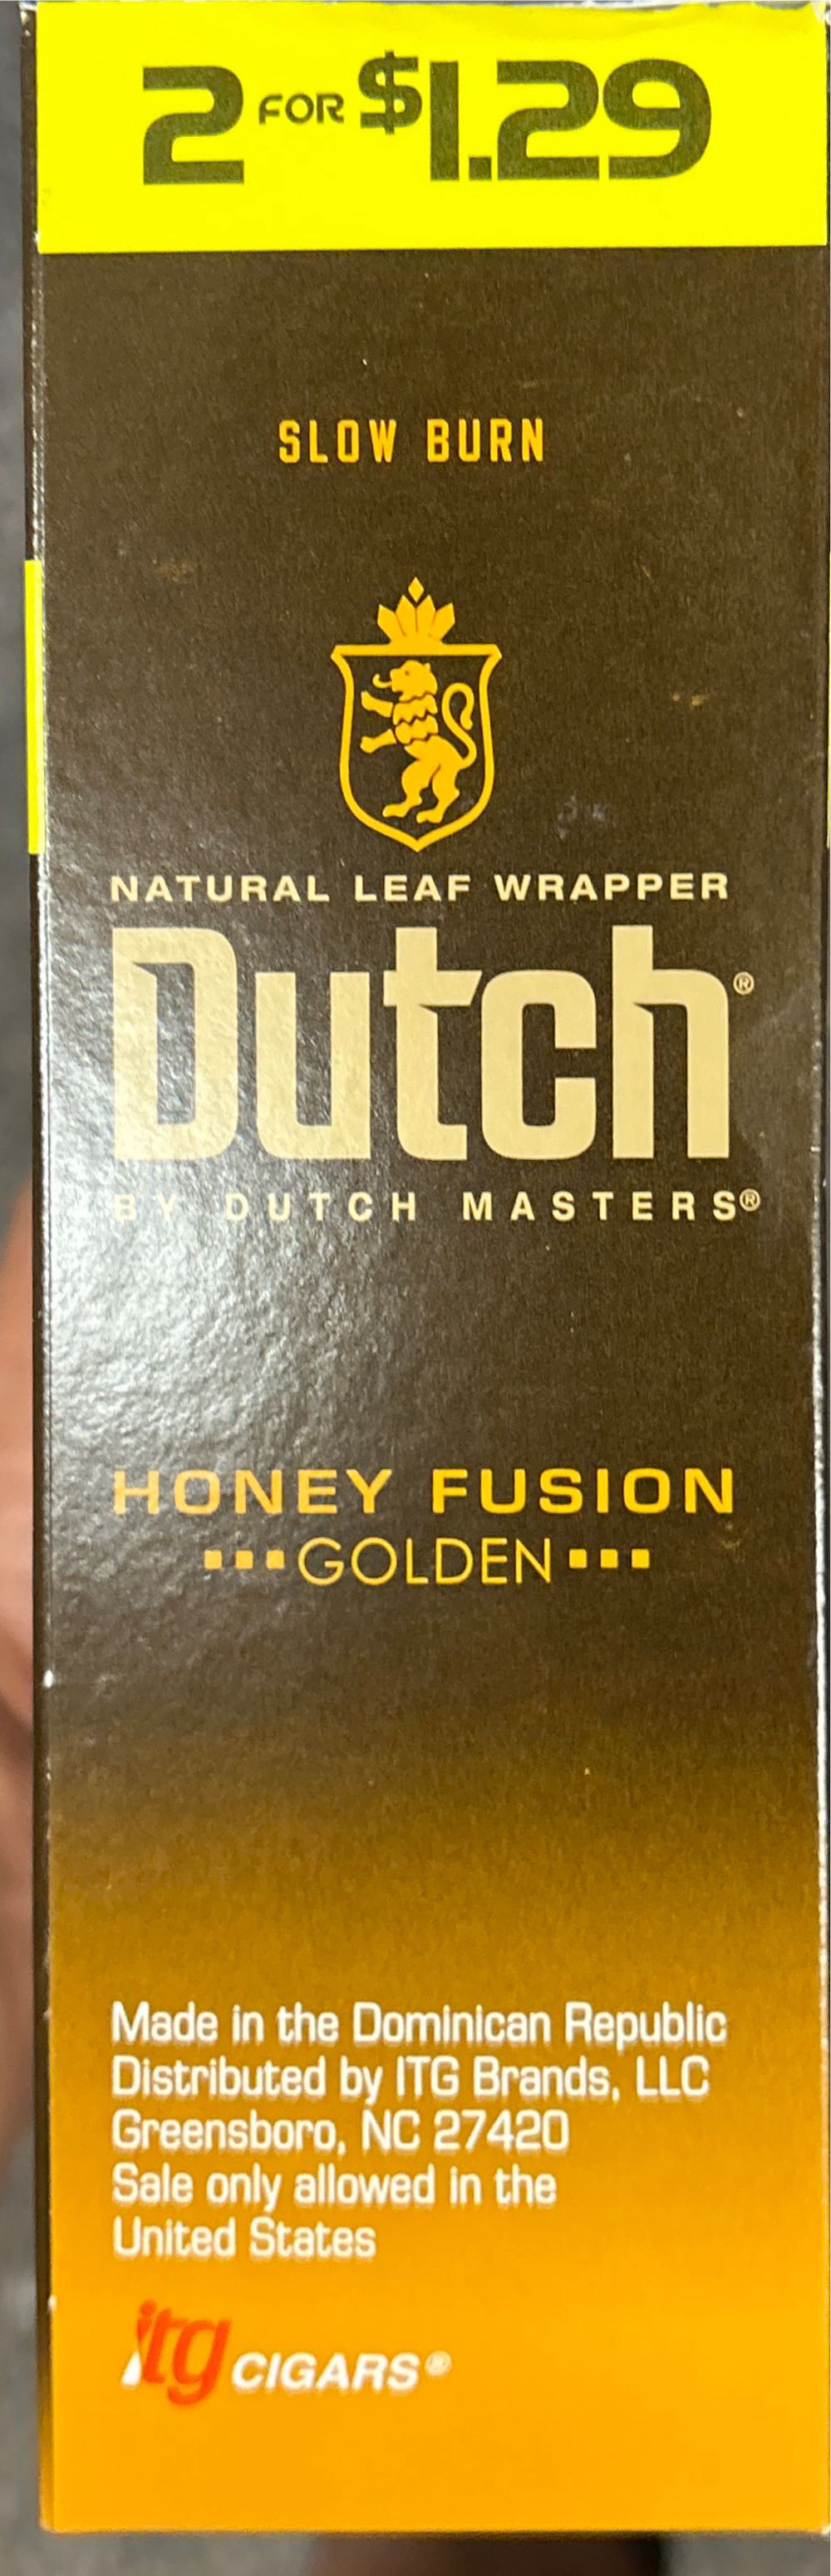 2 FOR $1.29
SLOW BURN
NATURAL LEAF WRAPPER
Dutch®
BY DUTCH MASTERS®
HONEY FUSION
GOLDEN
Made in the Dominican Republic
Distributed by ITG Brands, LLC
Greensboro, NC 27420
Sale only allowed in the
United States
itg CIGARS®